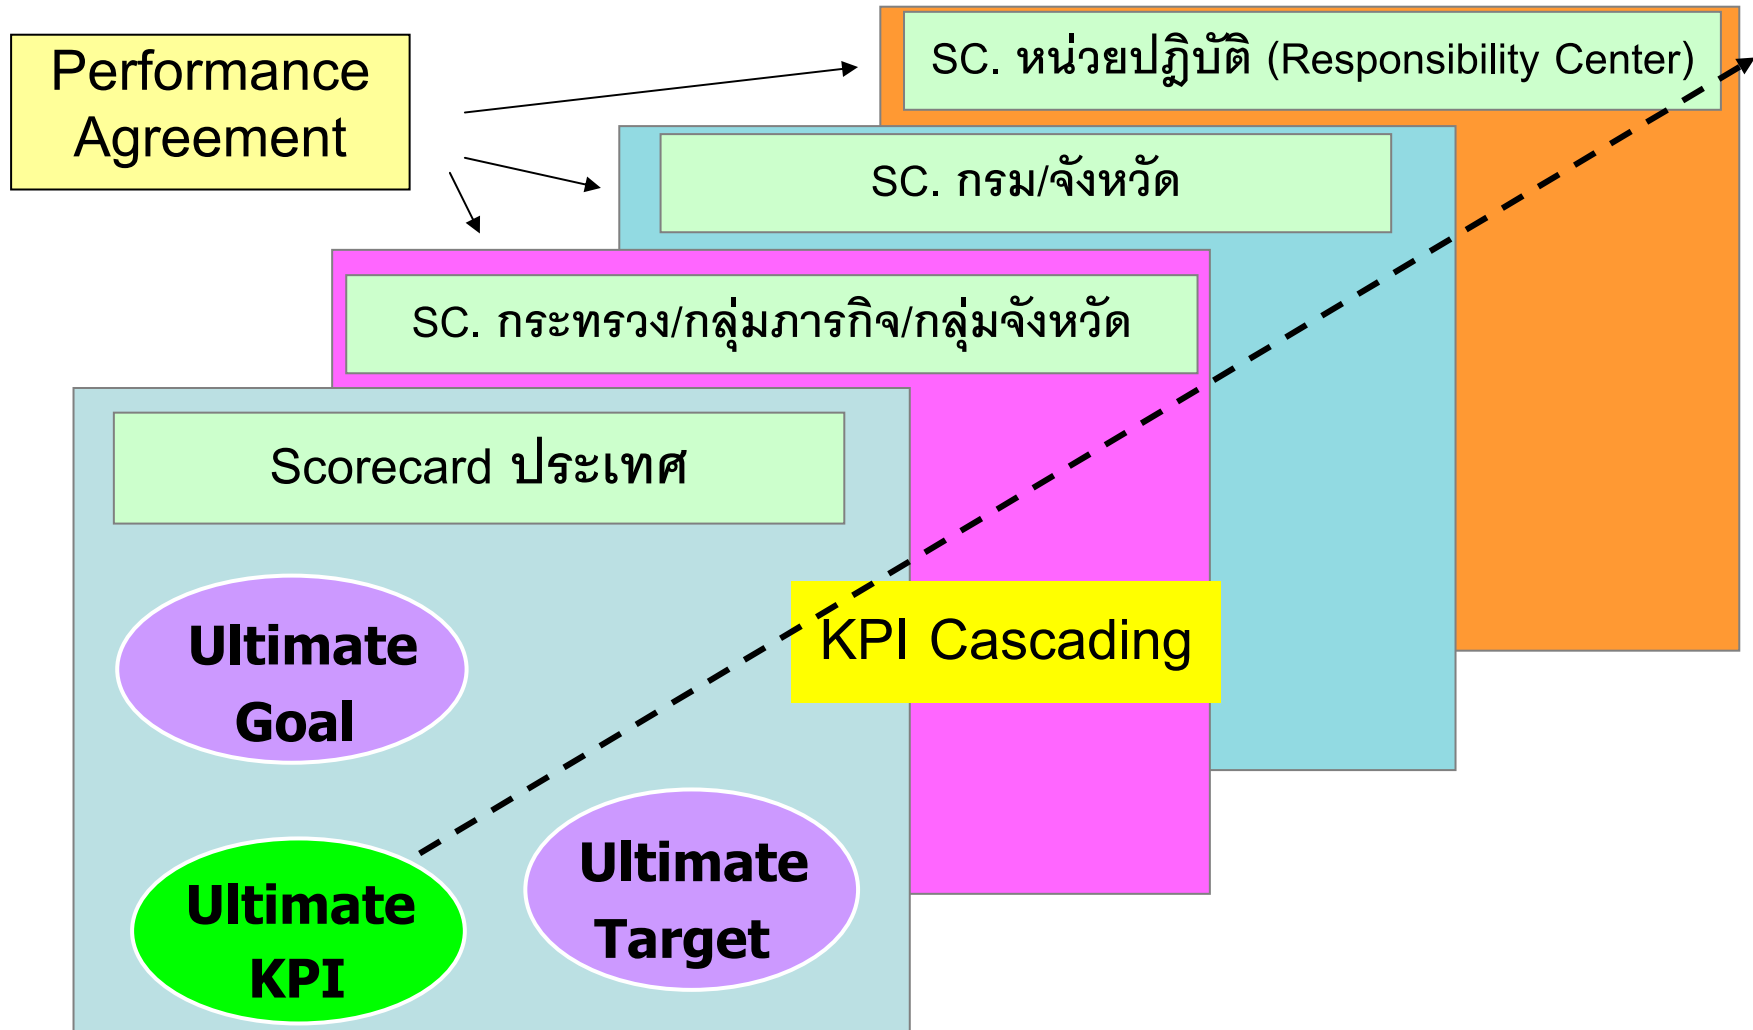 Performance
Agreement
SC. หน่วยปฏิบัติ (Responsibility Center)
SC. กรม/จังหวัด
SC. กระทรวง/กลุ่มภารกิจ/กลุ่มจังหวัด
Scorecard ประเทศ
KPI Cascading
Ultimate
Goal
Ultimate
Target
Ultimate
KPI